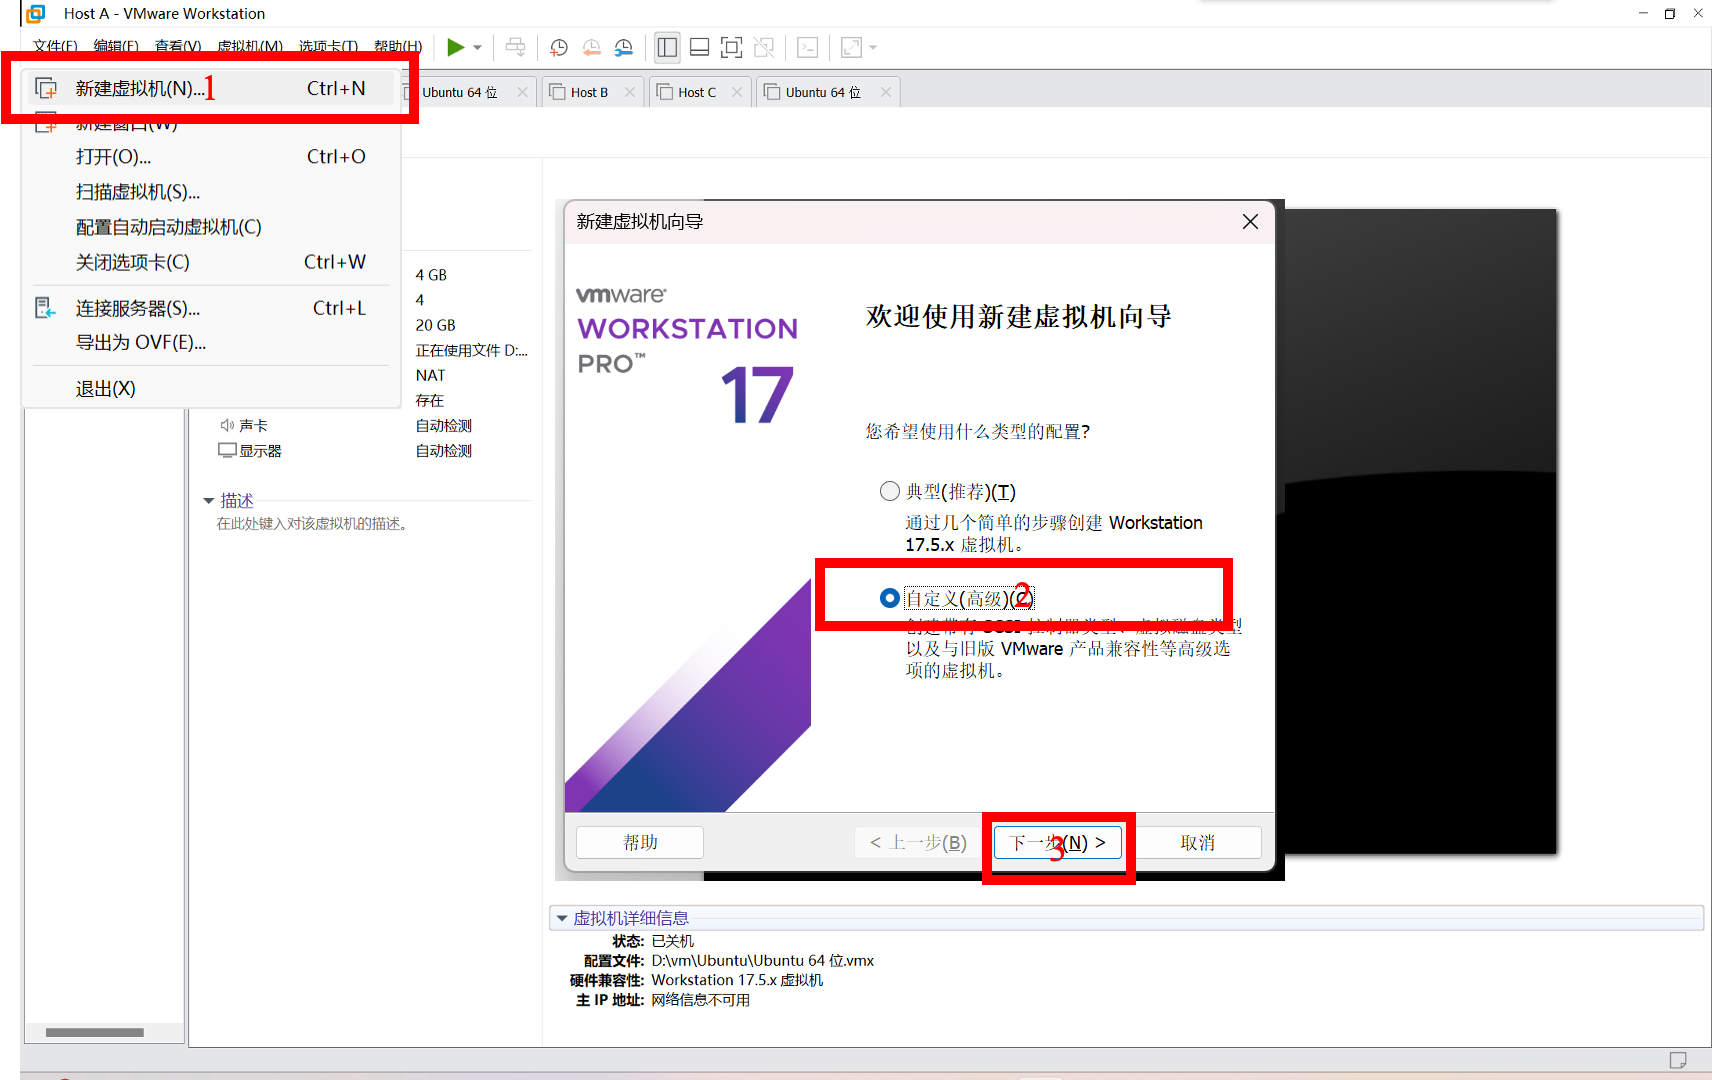 Host A - VMware Workstation
文件(F) 编辑(E) 查看(V) 虚拟机(M) 选项卡(T) 帮助(H)
新建虚拟机(N)... 1 Ctrl+N
Ubuntu 64 位
Host B
Host C
Ubuntu 64 位
新建窗口(W)
打开(O)... Ctrl+O
扫描虚拟机(S)...
配置自动启动虚拟机(C)
关闭选项卡(C) Ctrl+W
连接服务器(S)... Ctrl+L
导出为 OVF(E)...
退出(X)
4 GB
4
20 GB
正在使用文件 D:...
NAT
存在
声卡 自动检测
显示器 自动检测
描述
在此处键入对该虚拟机的描述。
新建虚拟机向导
vmware®
WORKSTATION
PRO™
17
欢迎使用新建虚拟机向导
您希望使用什么类型的配置?
典型(推荐)(T)
通过几个简单的步骤创建 Workstation
17.5.x 虚拟机。
自定义(高级)(C) 2
创建带有 SCSI 控制器类型、虚拟磁盘类型
以及与旧版 VMware 产品兼容性等高级选
项的虚拟机。
帮助
< 上一步(B)
下一步(N) >
3
取消
虚拟机详细信息
状态: 已关机
配置文件: D:\vm\Ubuntu\Ubuntu 64 位.vmx
硬件兼容性: Workstation 17.5.x 虚拟机
主 IP 地址: 网络信息不可用